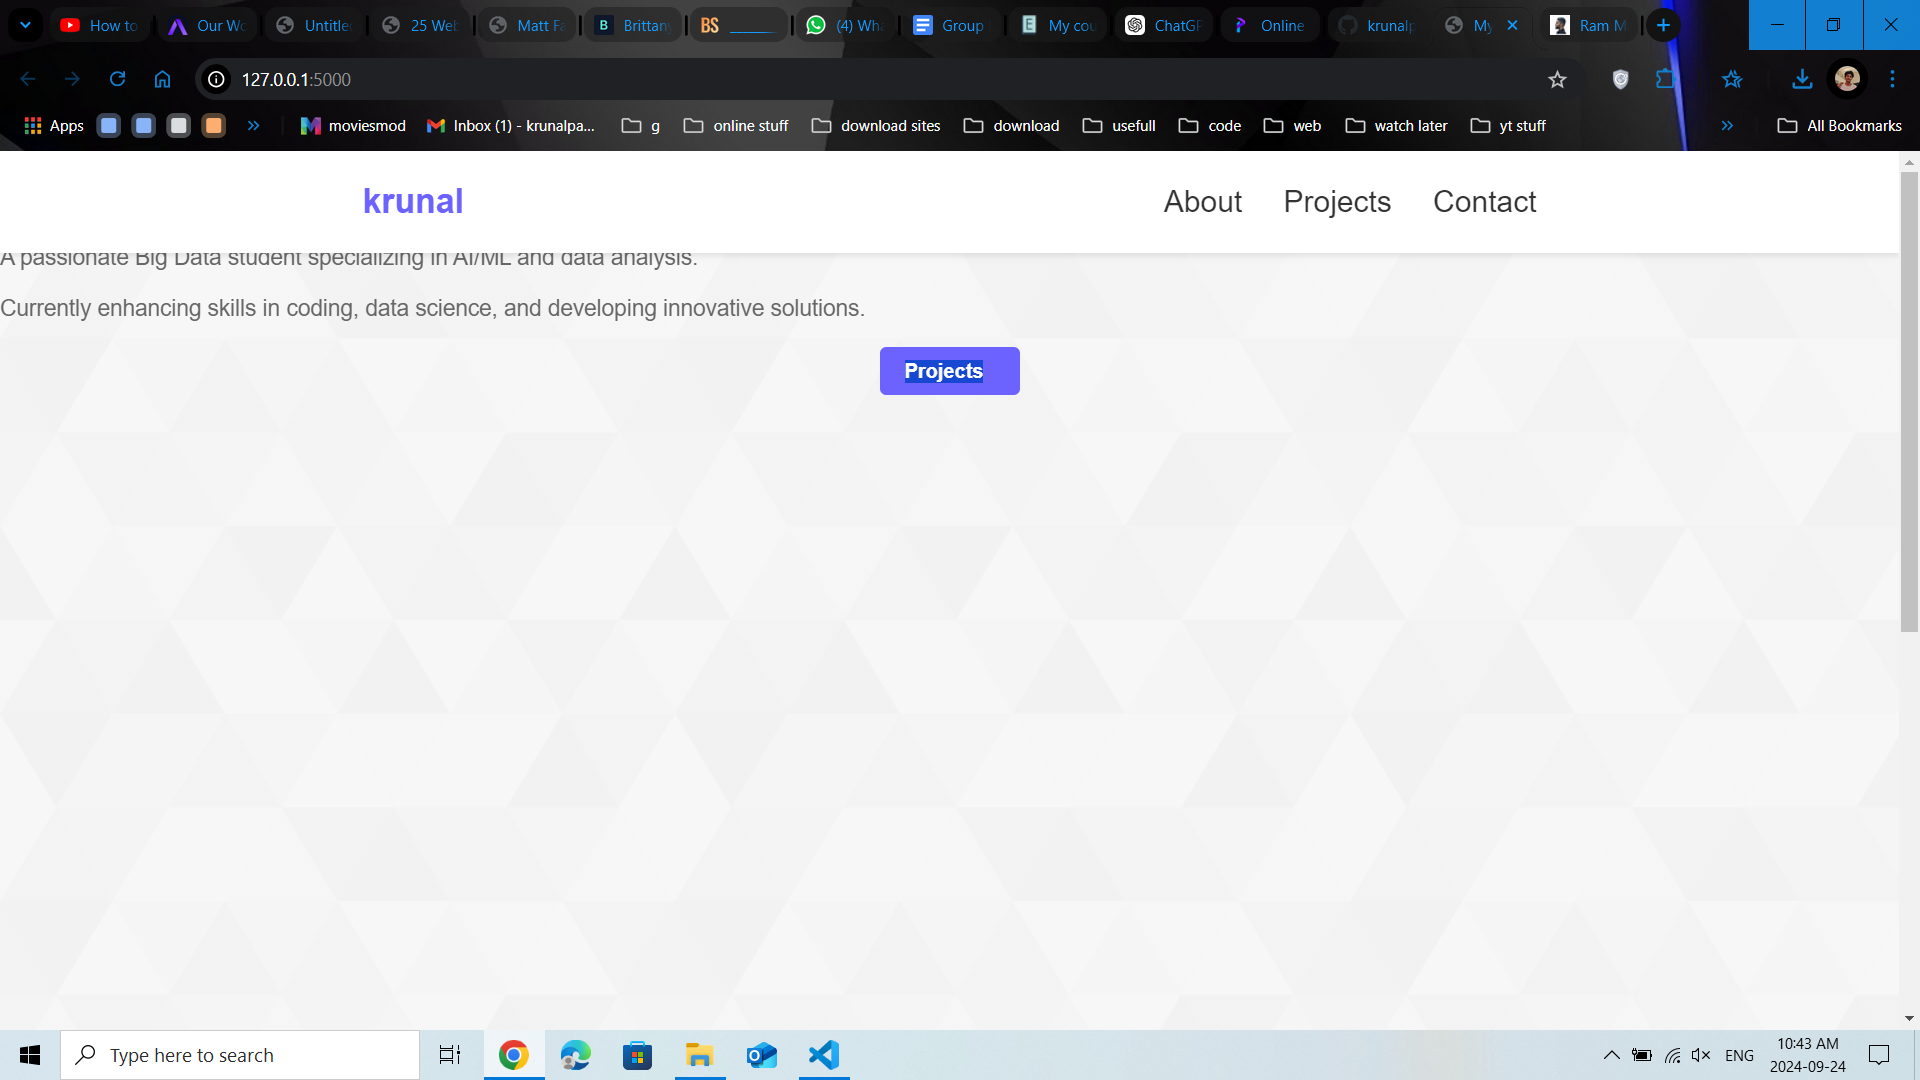 How to
Our Wo
Untitle
25 Web
Matt Fa
B Brittany
BS
(4) Wha
Group
E My cou
ChatGP
Online
krunalp
My
Ram M
127.0.0.1:5000
Apps
moviesmod
Inbox (1) - krunalpa...
g
online stuff
download sites
download
usefull
code
web
watch later
yt stuff
All Bookmarks
krunal
About
Projects
Contact
A passionate Big Data student specializing in AI/ML and data analysis.
Currently enhancing skills in coding, data science, and developing innovative solutions.
Projects
Type here to search
ENG
10:43 AM
2024-09-24